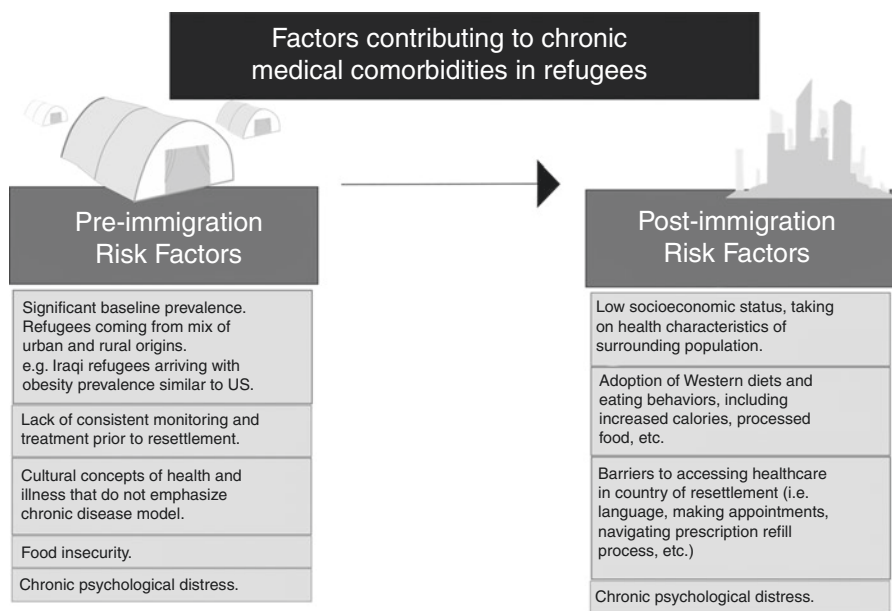 Factors contributing to chronic
medical comorbidities in refugees
Pre-immigration
Risk Factors
Significant baseline prevalence.
Refugees coming from mix of
urban and rural origins.
e.g. Iraqi refugees arriving with
obesity prevalence similar to US.
Lack of consistent monitoring and
treatment prior to resettlement.
Cultural concepts of health and
illness that do not emphasize
chronic disease model.
Food insecurity.
Chronic psychological distress.
Post-immigration
Risk Factors
Low socioeconomic status, taking
on health characteristics of
surrounding population.
Adoption of Western diets and
eating behaviors, including
increased calories, processed
food, etc.
Barriers to accessing healthcare
in country of resettlement (i.e.
language, making appointments,
navigating prescription refill
process, etc.)
Chronic psychological distress.